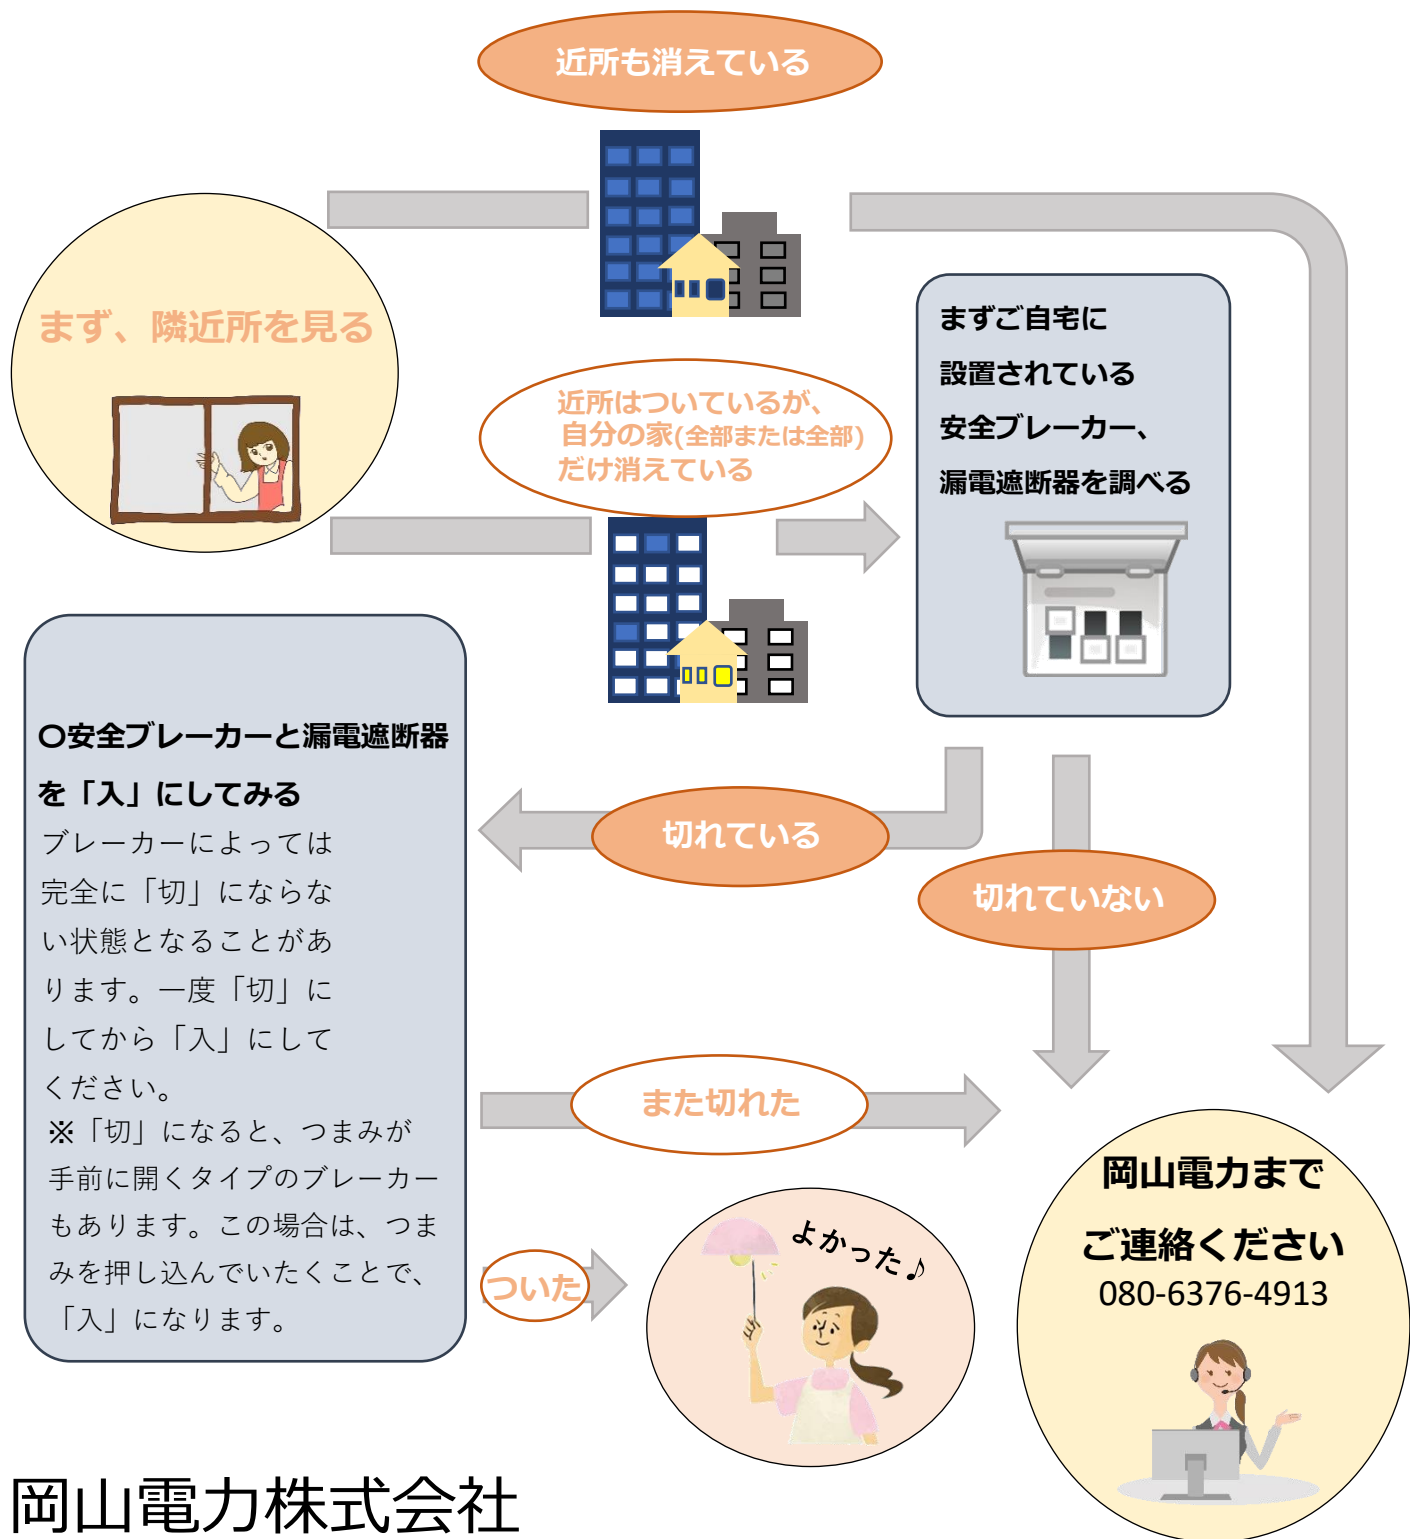 近所も消えている
まず、隣近所を見る
近所はついているが、
自分の家(全部または全部)
だけ消えている
まずご自宅に
設置されている
安全ブレーカー、
漏電遮断器を調べる
切れている
切れていない
〇安全ブレーカーと漏電遮断器
を「入」にしてみる
ブレーカーによっては
完全に「切」にならな
い状態となることがあ
ります。一度「切」に
してから「入」にして
ください。
※「切」になると、つまみが
手前に開くタイプのブレーカー
もあります。この場合は、つま
みを押し込んでいたくことで、
「入」になります。
また切れた
ついた
よかった♪
岡山電力まで
ご連絡ください
080-6376-4913
岡山電力株式会社